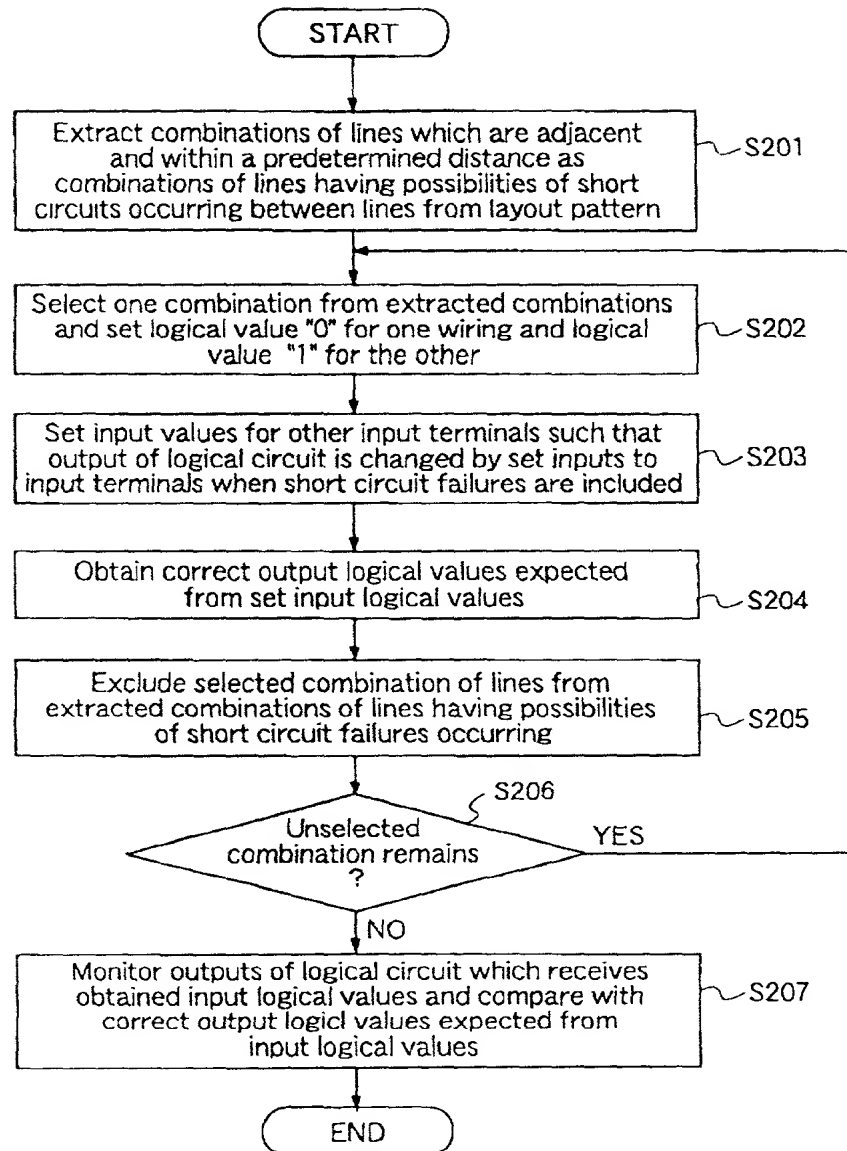 START
Extract combinations of lines which are adjacent
and within a predetermined distance as
combinations of lines having possibilities of short
circuits occurring between lines from layout pattern
S201
Select one combination from extracted combinations
and set logical value "0" for one wiring and logical
value "1" for the other
S202
Set input values for other input terminals such that
output of logical circuit is changed by set inputs to
input terminals when short circuit failures are included
S203
Obtain correct output logical values expected
from set input logical values
S204
Exclude selected combination of lines from
extracted combinations of lines having possibilities
of short circuit failures occurring
S205
S206
Unselected
combination remains
?
YES
NO
Monitor outputs of logical circuit which receives
obtained input logical values and compare with
correct output logicl values expected from
input logical values
S207
END